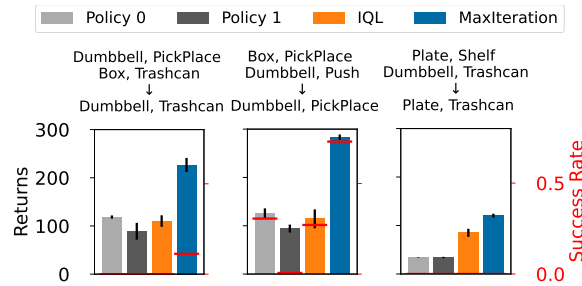 Policy 0 Policy 1 IQL MaxIteration
Dumbbell, PickPlace
Box, Trashcan
↓
Dumbbell, Trashcan
Box, PickPlace
Dumbbell, Push
↓
Dumbbell, PickPlace
Plate, Shelf
Dumbbell, Trashcan
↓
Plate, Trashcan
Returns
300
200
100
0
0.5
0.0
Success Rate